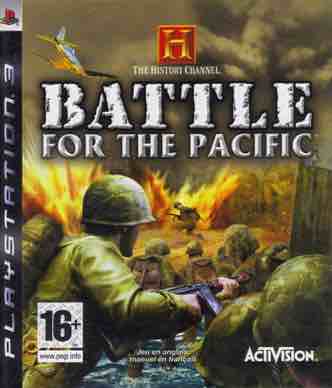 PLAYSTATION 3
H
THE HISTORY CHANNEL
BATTLE
FOR THE PACIFIC
16+
www.pegi.info
Jeu en anglais,
manuel en français
ACTIVISION